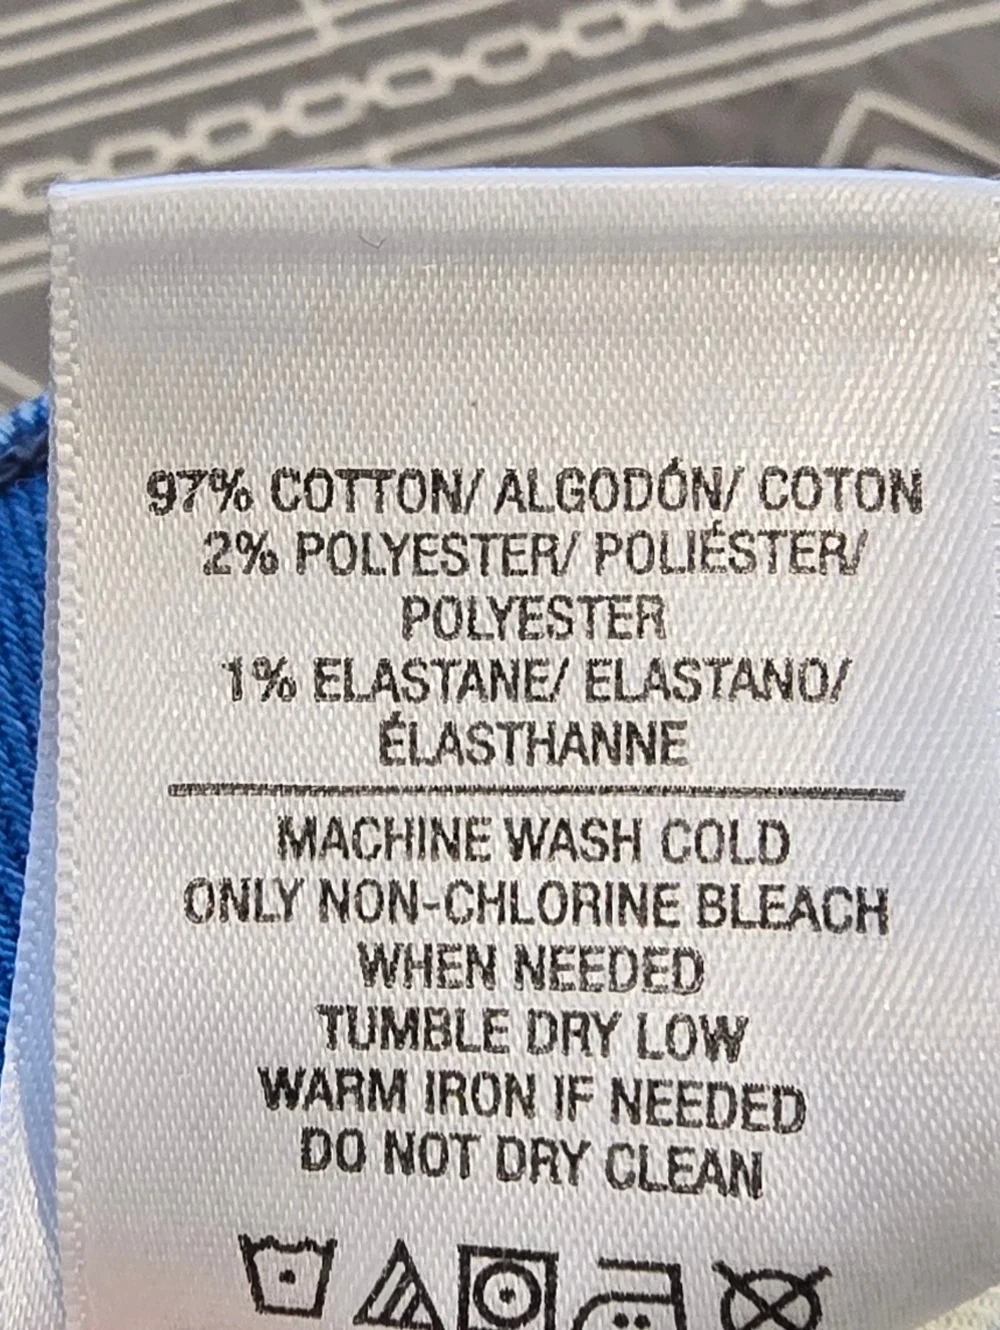 97% COTTON/ ALGODÓN/ COTON
2% POLYESTER/ POLIÉSTER/
POLYESTER
1% ELASTANE/ ELASTANO/
ÉLASTHANNE
MACHINE WASH COLD
ONLY NON-CHLORINE BLEACH
WHEN NEEDED
TUMBLE DRY LOW
WARM IRON IF NEEDED
DO NOT DRY CLEAN